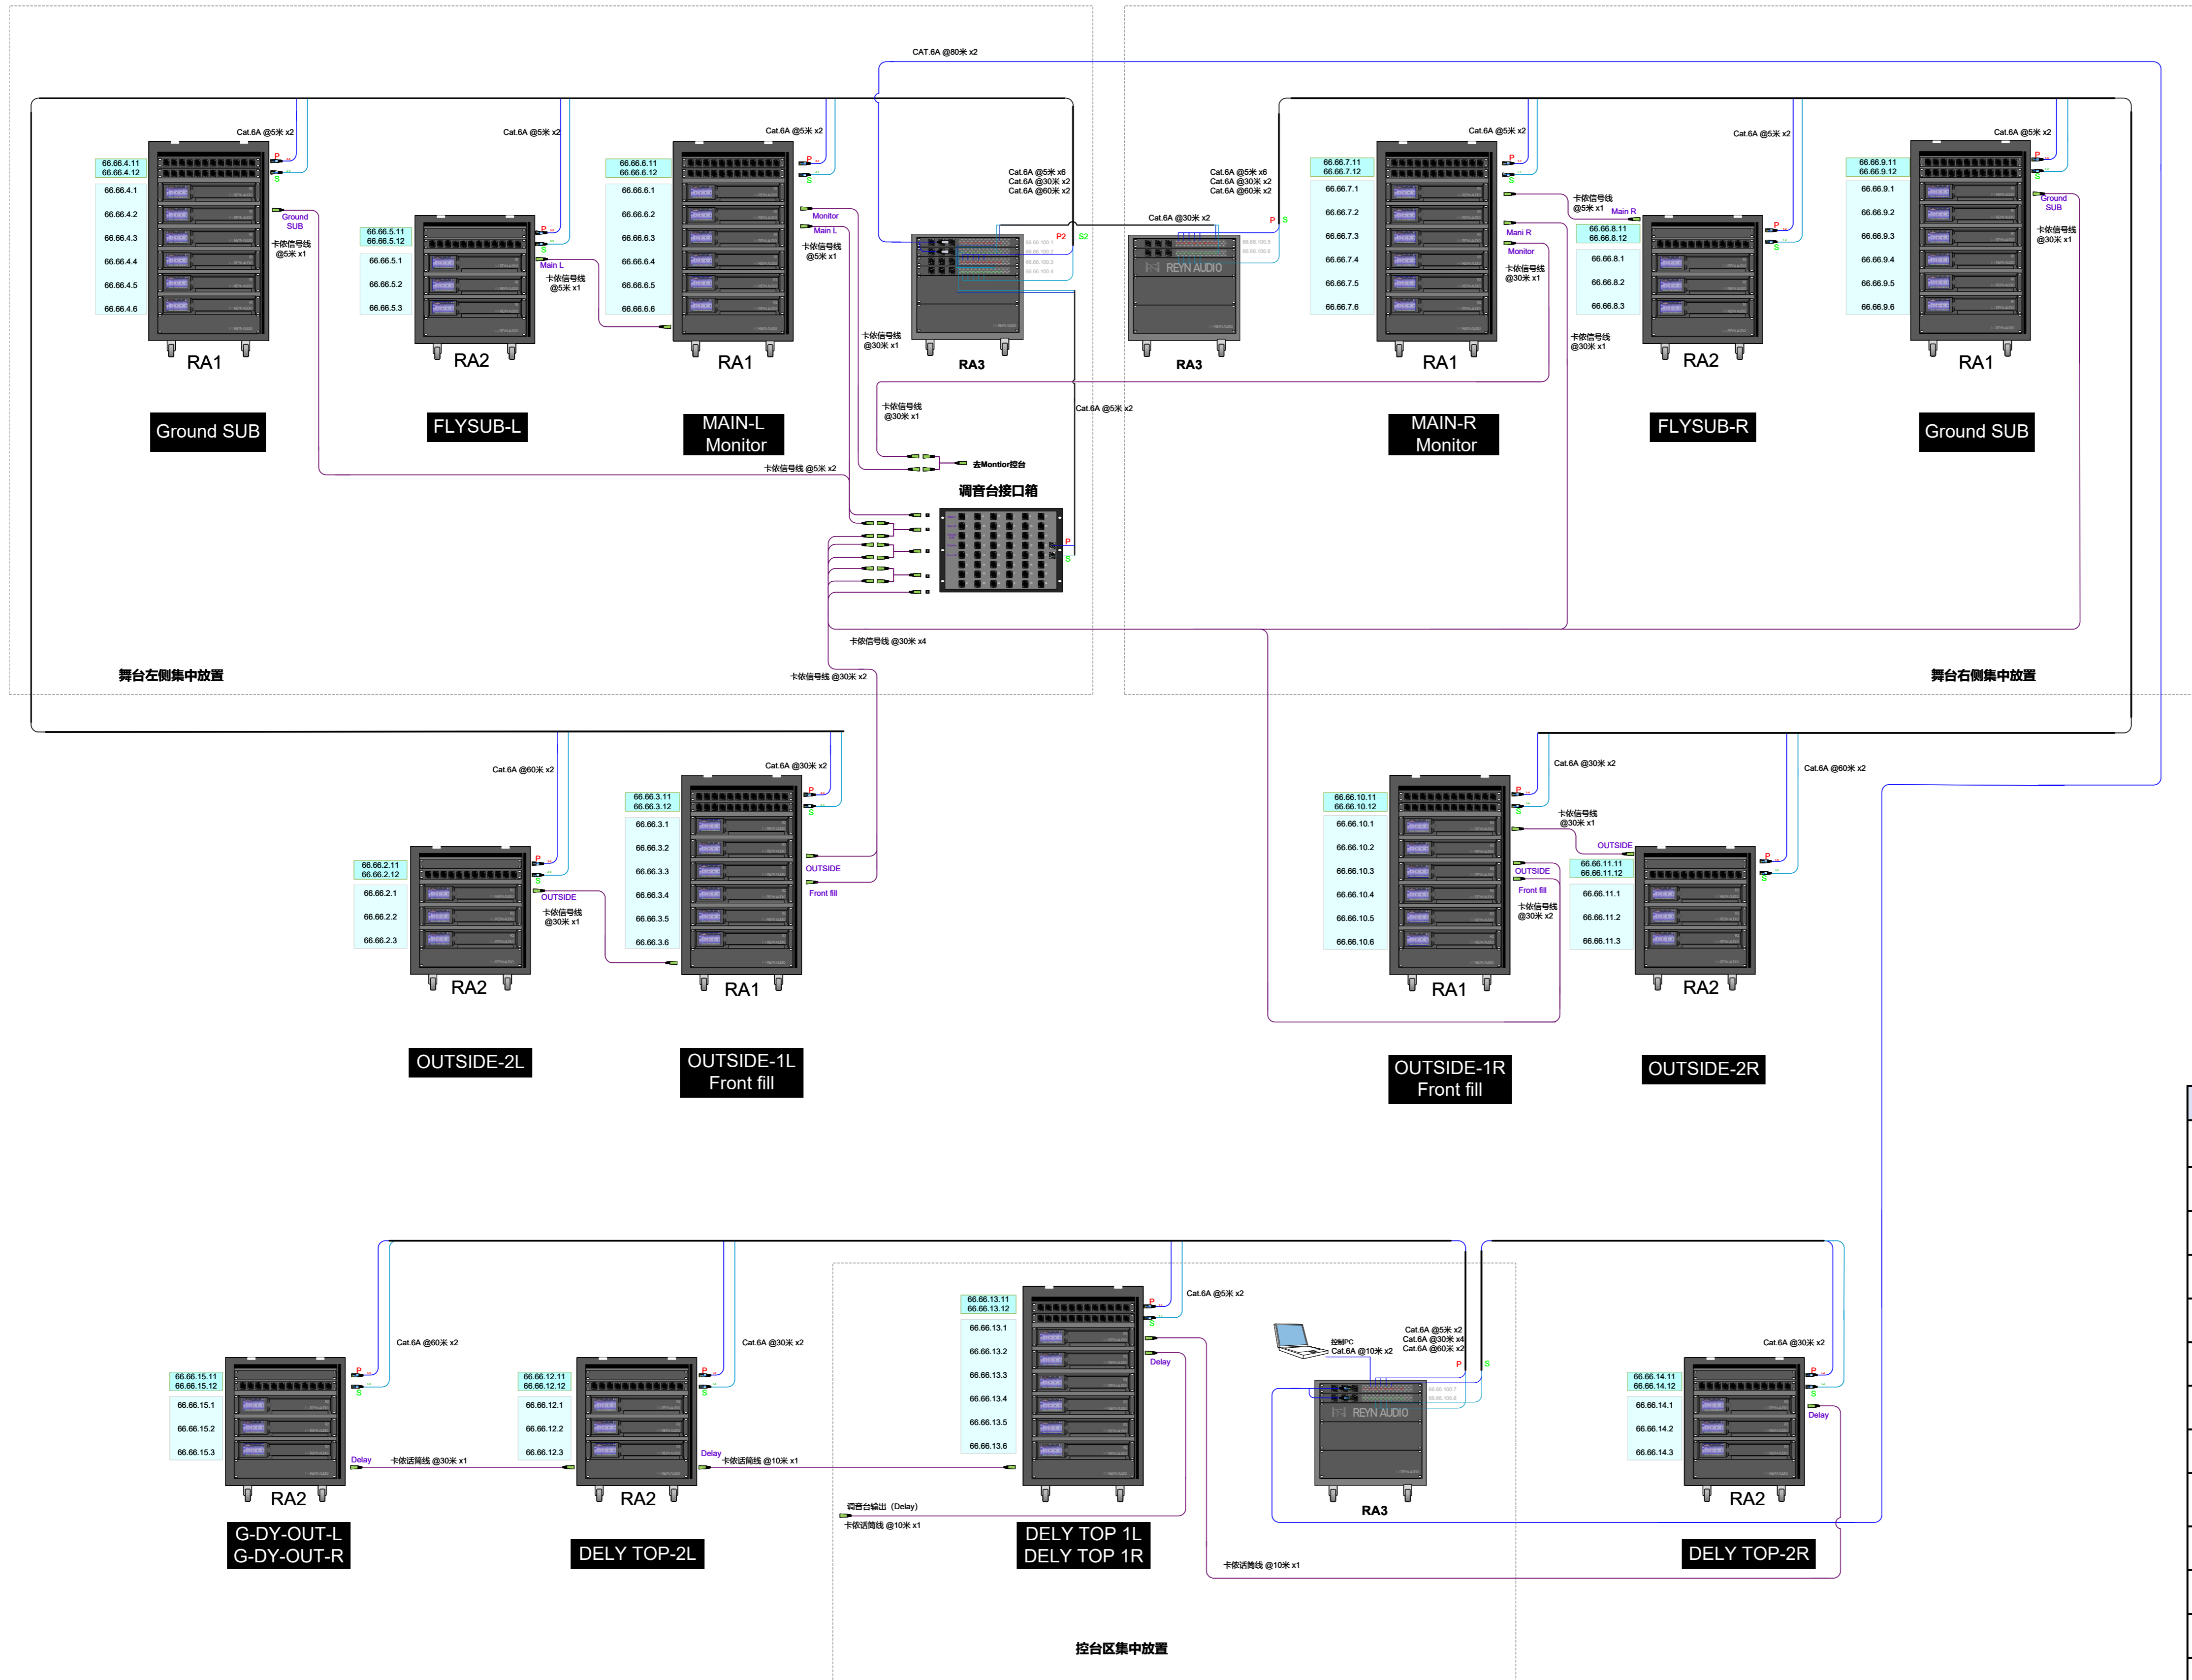 CAT.6A @80米 x2
Cat.6A @5米 x2
66.66.4.11
66.66.4.12
66.66.4.1
66.66.4.2
66.66.4.3
66.66.4.4
66.66.4.5
66.66.4.6
P
S
Ground
SUB
卡侬信号线
@5米 x1
RA1
Ground SUB
Cat.6A @5米 x2
66.66.5.11
66.66.5.12
66.66.5.1
66.66.5.2
66.66.5.3
P
S
Main L
卡侬信号线
@5米 x1
RA2
FLYSUB-L
Cat.6A @5米 x2
66.66.6.11
66.66.6.12
66.66.6.1
66.66.6.2
66.66.6.3
66.66.6.4
66.66.6.5
66.66.6.6
P
S
Monitor
Main L
卡侬信号线
@5米 x1
RA1
MAIN-L
Monitor
卡侬信号线
@30米 x1
Cat.6A @5米 x6
Cat.6A @30米 x2
Cat.6A @60米 x2
P2
S2
66.66.100.1
66.66.100.2
66.66.100.3
66.66.100.4
RA3
Cat.6A @30米 x2
Cat.6A @5米 x6
Cat.6A @30米 x2
Cat.6A @60米 x2
P
S
66.66.100.5
66.66.100.6
REYN AUDIO
RA3
Cat.6A @5米 x2
66.66.7.11
66.66.7.12
66.66.7.1
66.66.7.2
66.66.7.3
66.66.7.4
66.66.7.5
66.66.7.6
P
S
卡侬信号线
@5米 x1
Main R
Mani R
Monitor
卡侬信号线
@30米 x1
卡侬信号线
@30米 x1
RA1
MAIN-R
Monitor
Cat.6A @5米 x2
66.66.8.11
66.66.8.12
66.66.8.1
66.66.8.2
66.66.8.3
P
S
RA2
FLYSUB-R
Cat.6A @5米 x2
66.66.9.11
66.66.9.12
66.66.9.1
66.66.9.2
66.66.9.3
66.66.9.4
66.66.9.5
66.66.9.6
P
S
Ground
SUB
卡侬信号线
@30米 x1
RA1
Ground SUB
卡侬信号线
@30米 x1
Cat.6A @5米 x2
卡侬信号线 @5米 x2
去Montior控台
调音台接口箱
P
S
卡侬信号线 @30米 x4
卡侬信号线 @30米 x2
舞台左侧集中放置
舞台右侧集中放置
Cat.6A @60米 x2
66.66.2.11
66.66.2.12
66.66.2.1
66.66.2.2
66.66.2.3
P
S
OUTSIDE
卡侬信号线
@30米 x1
RA2
OUTSIDE-2L
Cat.6A @30米 x2
66.66.3.11
66.66.3.12
66.66.3.1
66.66.3.2
66.66.3.3
66.66.3.4
66.66.3.5
66.66.3.6
P
S
OUTSIDE
Front fill
RA1
OUTSIDE-1L
Front fill
Cat.6A @30米 x2
66.66.10.11
66.66.10.12
66.66.10.1
66.66.10.2
66.66.10.3
66.66.10.4
66.66.10.5
66.66.10.6
P
S
卡侬信号线
@30米 x1
OUTSIDE
OUTSIDE
Front fill
卡侬信号线
@30米 x2
RA1
OUTSIDE-1R
Front fill
Cat.6A @60米 x2
66.66.11.11
66.66.11.12
66.66.11.1
66.66.11.2
66.66.11.3
P
S
RA2
OUTSIDE-2R
Cat.6A @60米 x2
66.66.15.11
66.66.15.12
66.66.15.1
66.66.15.2
66.66.15.3
P
S
Delay
卡侬话筒线 @30米 x1
RA2
G-DY-OUT-L
G-DY-OUT-R
Cat.6A @30米 x2
66.66.12.11
66.66.12.12
66.66.12.1
66.66.12.2
66.66.12.3
P
S
Delay
卡侬话筒线 @10米 x1
RA2
DELY TOP-2L
Cat.6A @5米 x2
66.66.13.11
66.66.13.12
66.66.13.1
66.66.13.2
66.66.13.3
66.66.13.4
66.66.13.5
66.66.13.6
P
S
Delay
调音台输出（Delay）
卡侬话筒线 @10米 x1
DELY TOP 1L
DELY TOP 1R
控制PC
Cat.6A @10米 x2
Cat.6A @5米 x2
Cat.6A @30米 x4
Cat.6A @60米 x2
P
S
66.66.100.7
66.66.100.8
REYN AUDIO
RA3
卡侬话筒线 @10米 x1
Cat.6A @30米 x2
66.66.14.11
66.66.14.12
66.66.14.1
66.66.14.2
66.66.14.3
P
S
Delay
RA2
DELY TOP-2R
控台区集中放置